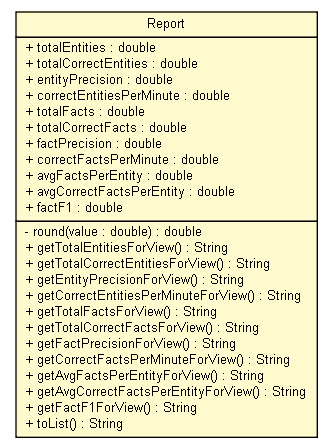 Report
+ totalEntities : double
+ totalCorrectEntities : double
+ entityPrecision : double
+ correctEntitiesPerMinute : double
+ totalFacts : double
+ totalCorrectFacts : double
+ factPrecision : double
+ correctFactsPerMinute : double
+ avgFactsPerEntity : double
+ avgCorrectFactsPerEntity : double
+ factF1 : double
- round(value : double) : double
+ getTotalEntitiesForView() : String
+ getTotalCorrectEntitiesForView() : String
+ getEntityPrecisionForView() : String
+ getCorrectEntitiesPerMinuteForView() : String
+ getTotalFactsForView() : String
+ getTotalCorrectFactsForView() : String
+ getFactPrecisionForView() : String
+ getCorrectFactsPerMinuteForView() : String
+ getAvgFactsPerEntityForView() : String
+ getAvgCorrectFactsPerEntityForView() : String
+ getFactF1ForView() : String
+ toList() : String